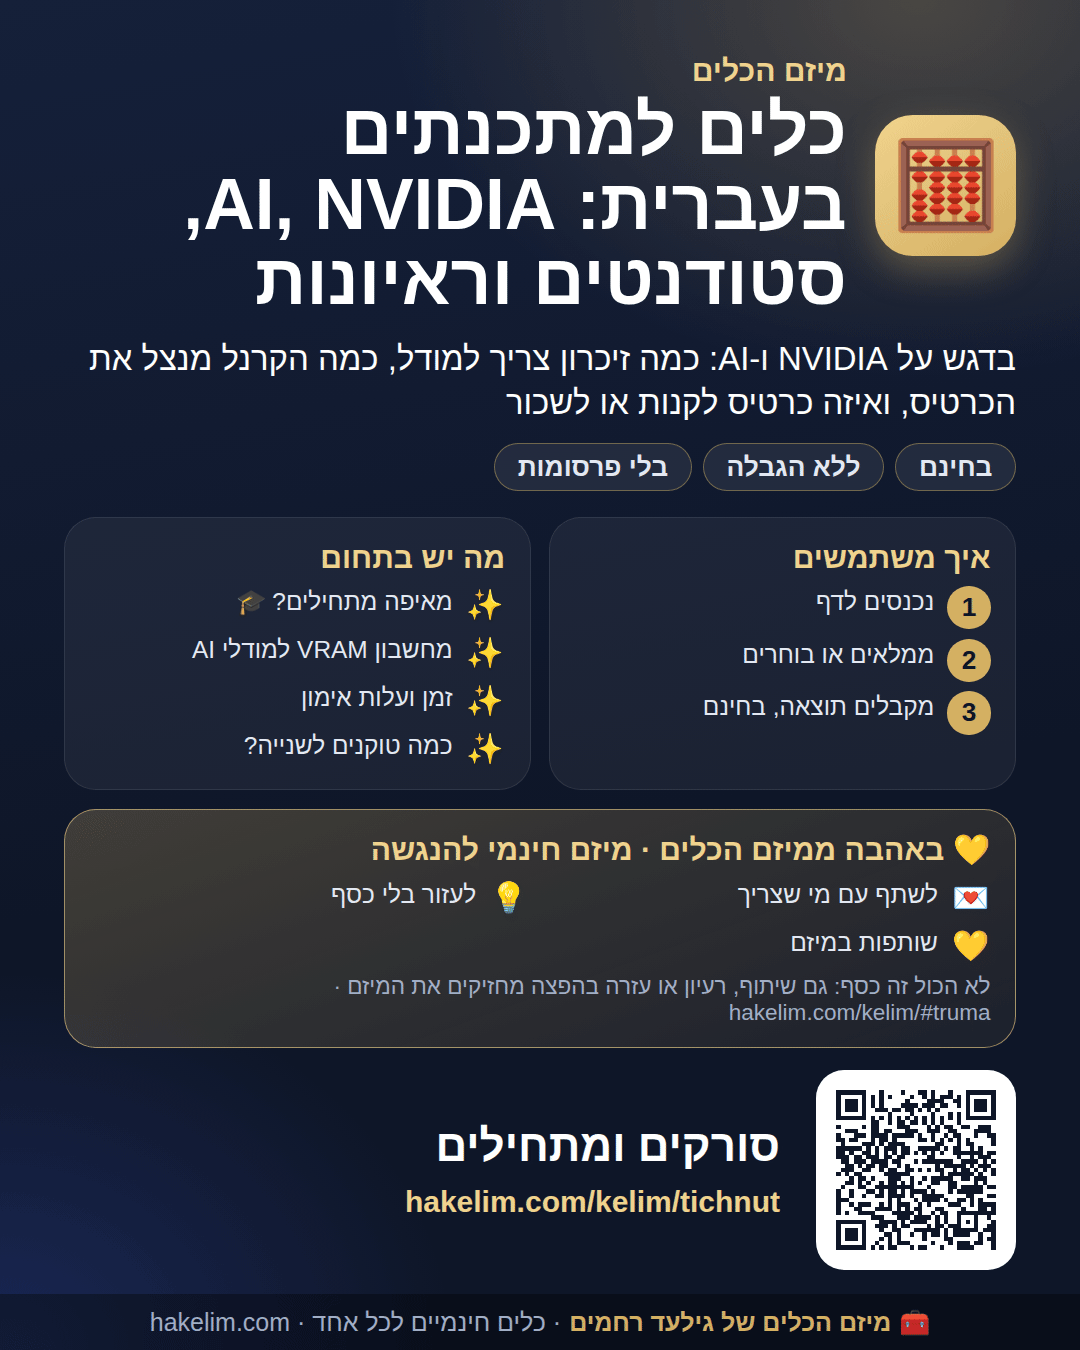 מיזם הכלים
כלים למתכנתים
בעברית: AI, NVIDIA,
סטודנטים וראיונות
בדגש על NVIDIA ו-AI: כמה זיכרון צריך למודל, כמה הקרנל מנצל את
הכרטיס, ואיזה כרטיס לקנות או לשכור
בחינם
ללא הגבלה
בלי פרסומות
איך משתמשים
1 נכנסים לדף
2 ממלאים או בוחרים
3 מקבלים תוצאה, בחינם
מה יש בתחום
מאיפה מתחילים? 🎓
מחשבון VRAM למודלי AI
זמן ועלות אימון
כמה טוקנים לשנייה?
💛 באהבה ממיזם הכלים · מיזם חינמי להנגשה
💌 לשתף עם מי שצריך
💡 לעזור בלי כסף
💛 שותפות במיזם
לא הכול זה כסף: גם שיתוף, רעיון או עזרה בהפצה מחזיקים את המיזם ·
hakelim.com/kelim/#truma
סורקים ומתחילים
hakelim.com/kelim/tichnut
🧰 מיזם הכלים של גילעד רחמים · כלים חינמיים לכל אחד · hakelim.com